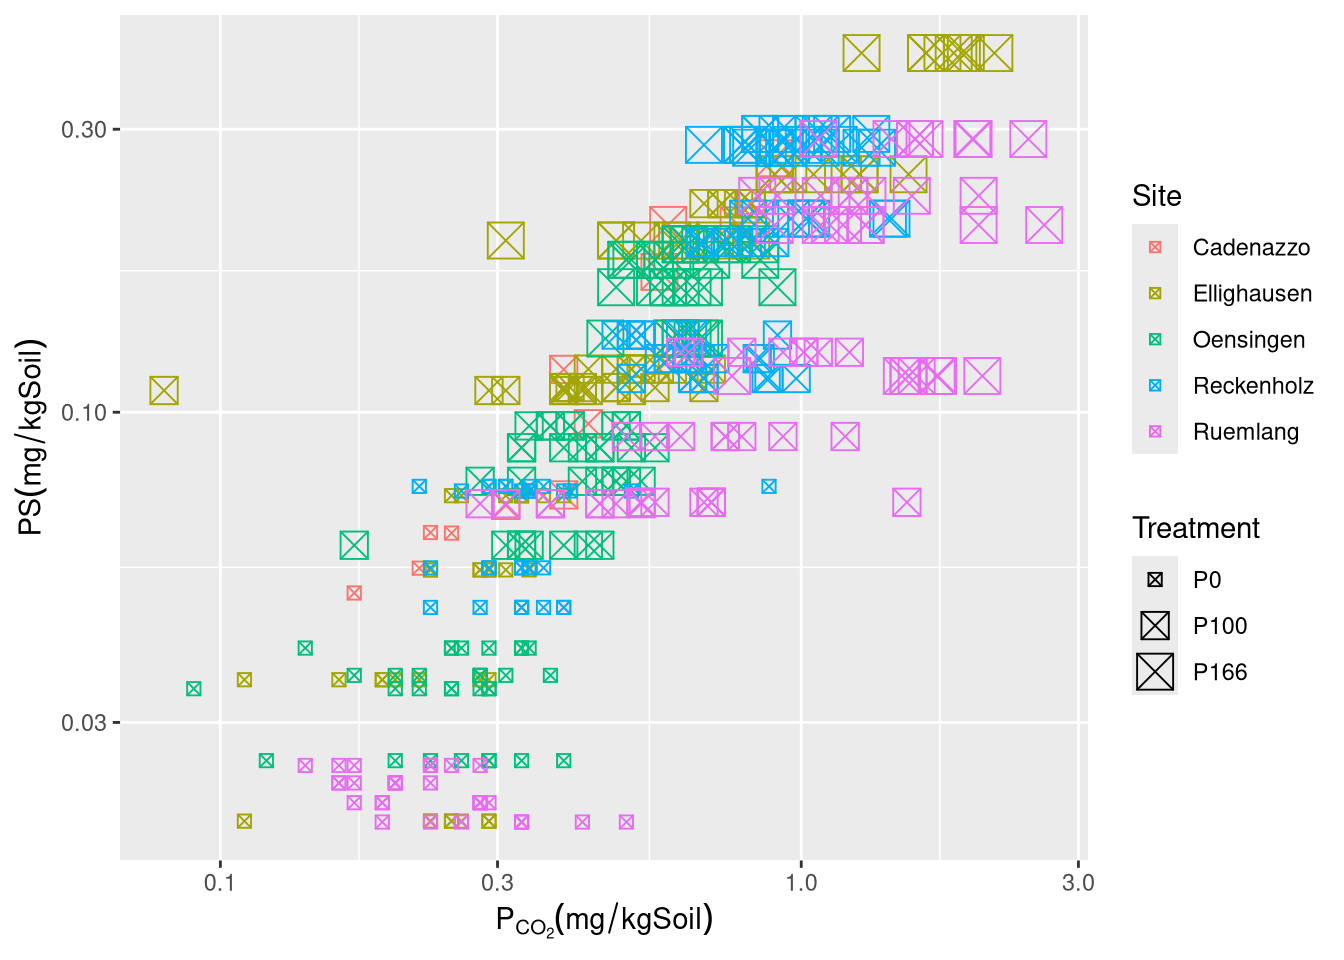 0.30
0.10
0.03
PS(mg/kgSoil)
0.1
0.3
1.0
3.0
P_CO₂(mg/kgSoil)
Site
Cadenazzo
Ellighausen
Oensingen
Reckenholz
Ruemlang
Treatment
P0
P100
P166